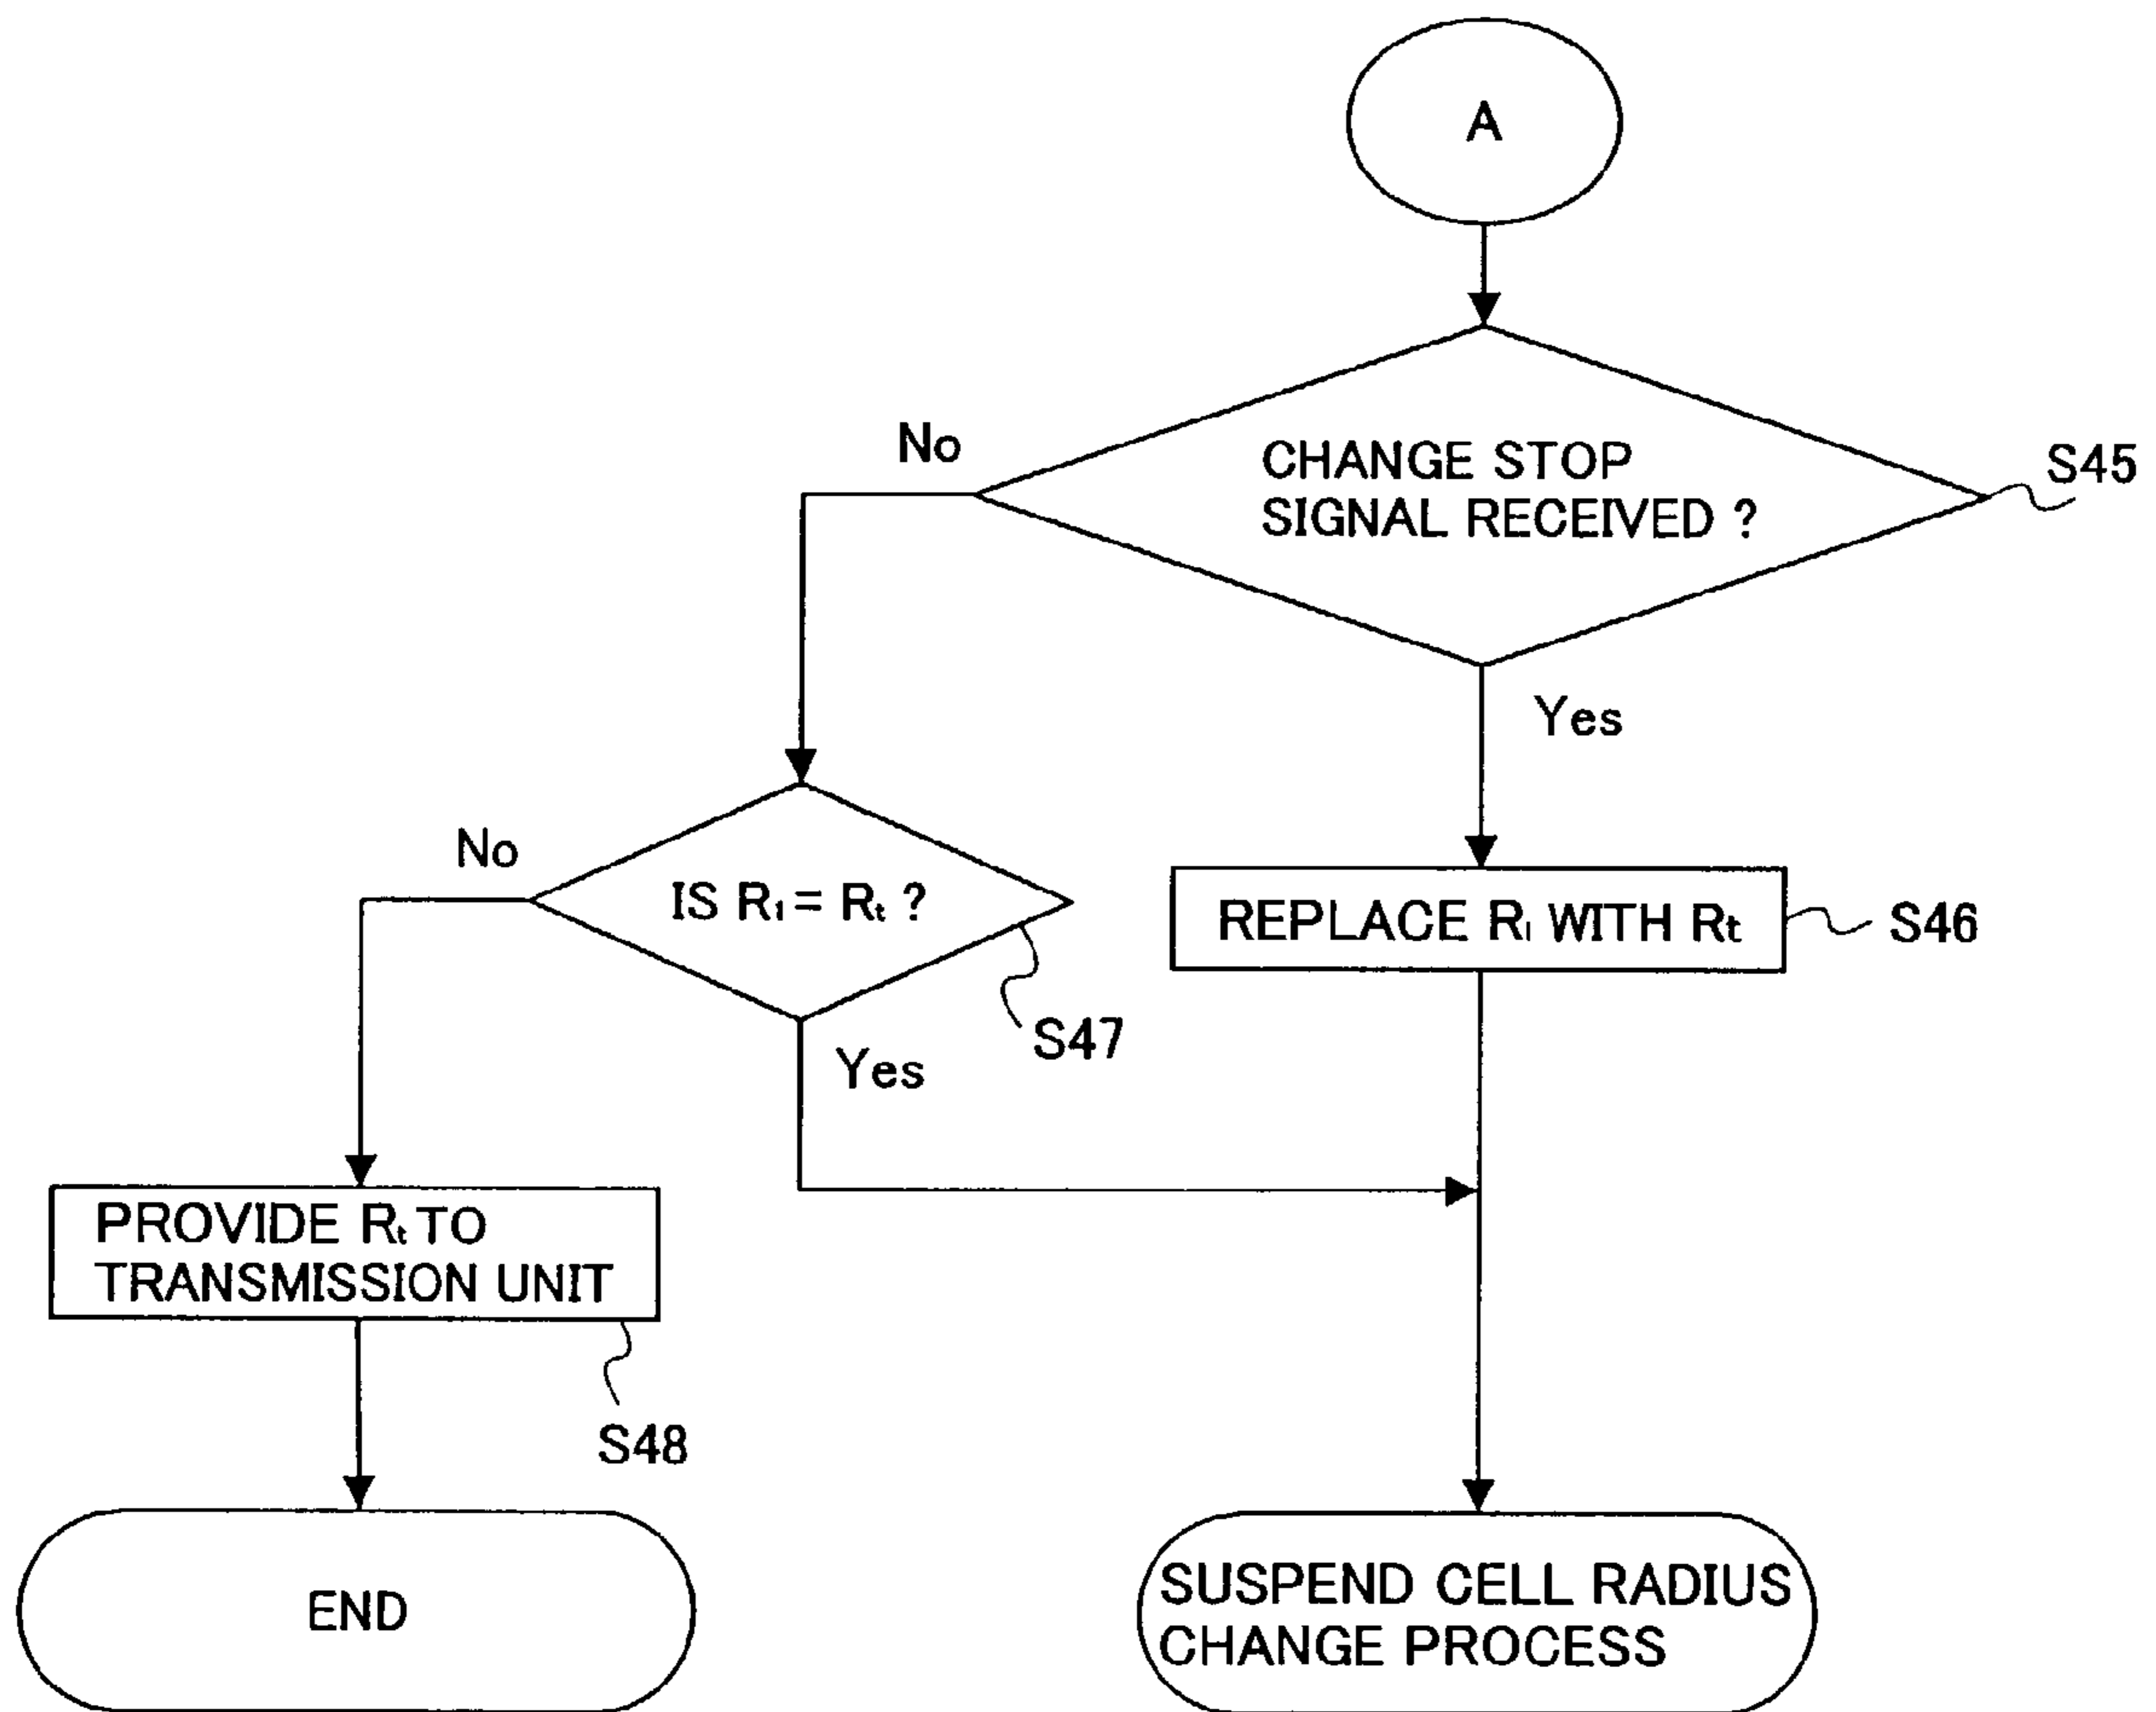 A
No
CHANGE STOP
SIGNAL RECEIVED ?
S45
Yes
No
IS R₁ = Rₜ ?
REPLACE R₁ WITH Rₜ
S46
S47
Yes
PROVIDE Rₜ TO
TRANSMISSION UNIT
S48
END
SUSPEND CELL RADIUS
CHANGE PROCESS